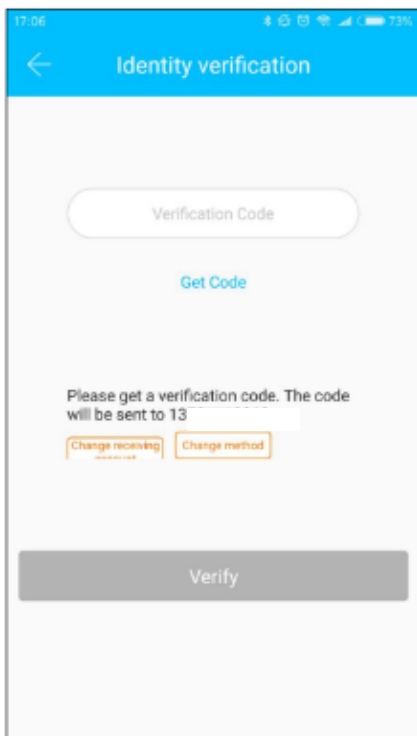 17:06
73%
Identity verification
Verification Code
Get Code
Please get a verification code. The code
will be sent to 13
Change receiving
Change method
Verify